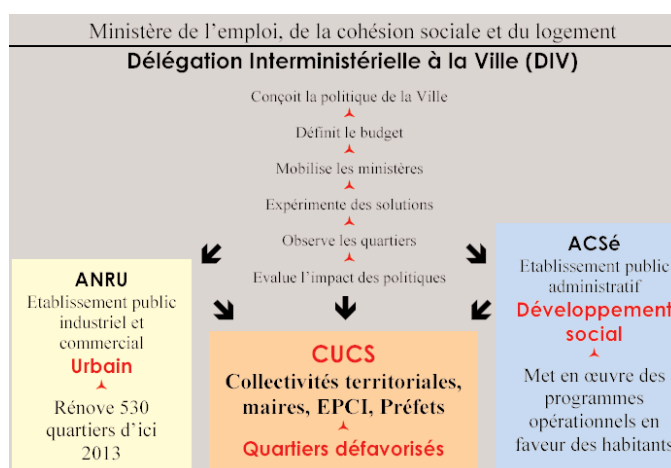 Ministère de l'emploi, de la cohésion sociale et du logement
Délégation Interministérielle à la Ville (DIV)
Conçoit la politique de la Ville
Définit le budget
Mobilise les ministères
Expérimente des solutions
Observe les quartiers
Evalue l'impact des politiques
ANRU
Etablissement public
industriel et
commercial
Urbain
Rénove 530
quartiers d'ici
2013
CUCS
Collectivités territoriales,
maires, EPCI, Préfets
Quartiers défavorisés
ACSé
Etablissement public
administratif
Développement
social
Met en œuvre des
programmes
opérationnels en
faveur des habitants